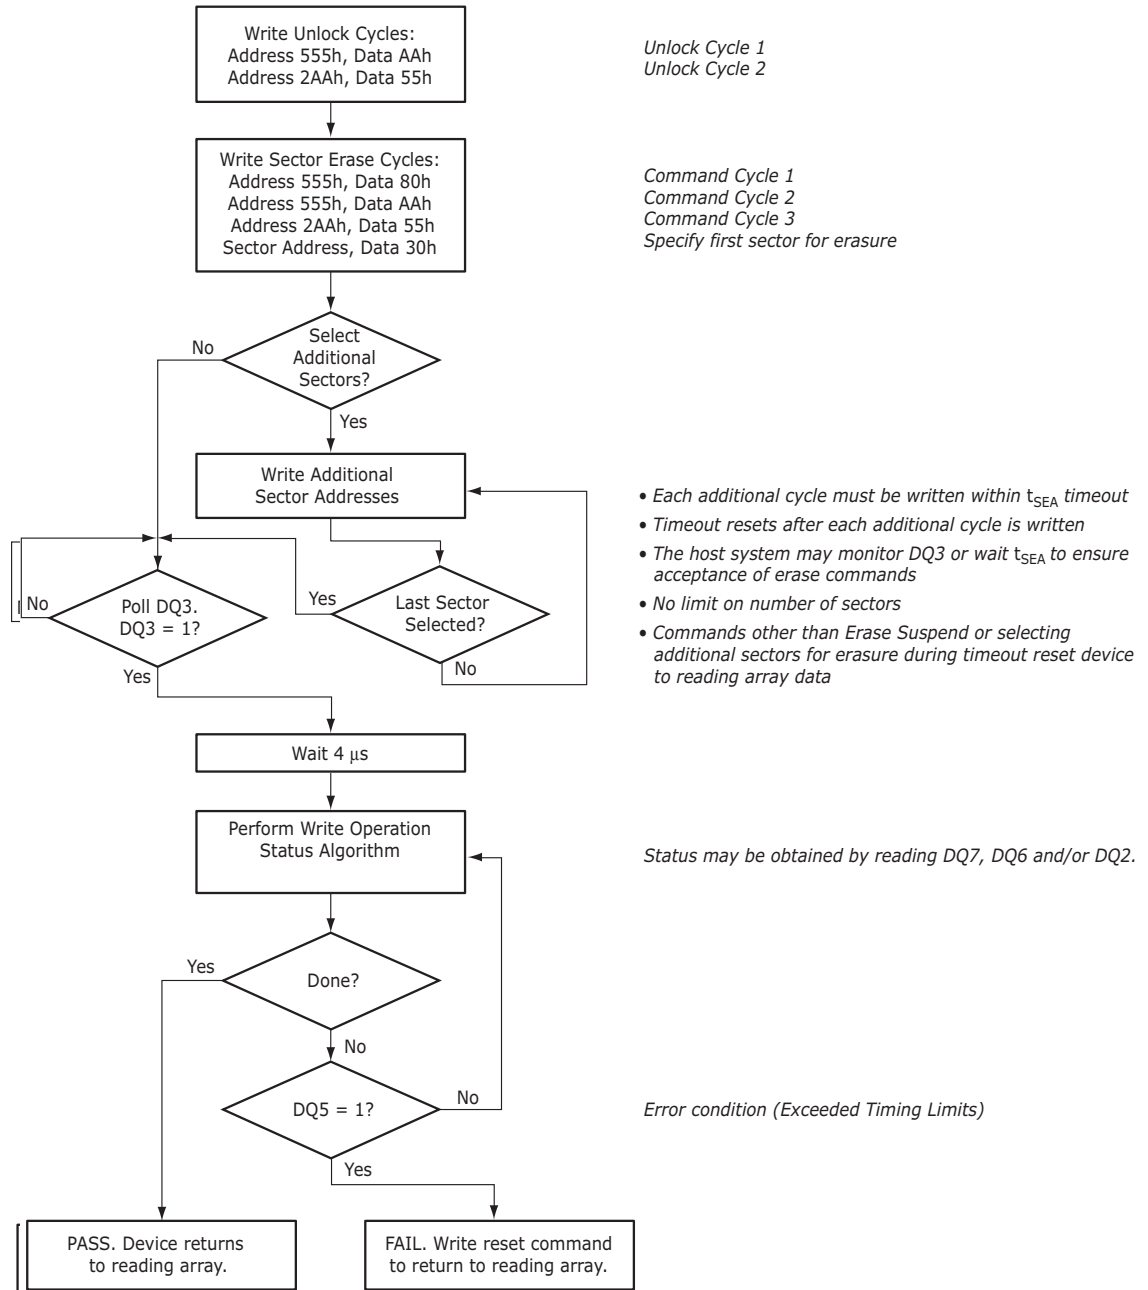 Write Unlock Cycles:
Address 555h, Data AAh
Address 2AAh, Data 55h
Unlock Cycle 1
Unlock Cycle 2
Write Sector Erase Cycles:
Address 555h, Data 80h
Address 555h, Data AAh
Address 2AAh, Data 55h
Sector Address, Data 30h
Command Cycle 1
Command Cycle 2
Command Cycle 3
Specify first sector for erasure
Select
Additional
Sectors?
No
Yes
Write Additional
Sector Addresses
• Each additional cycle must be written within tSEA timeout
• Timeout resets after each additional cycle is written
• The host system may monitor DQ3 or wait tSEA to ensure
acceptance of erase commands
• No limit on number of sectors
• Commands other than Erase Suspend or selecting
additional sectors for erasure during timeout reset device
to reading array data
No
Poll DQ3.
DQ3 = 1?
Yes
Yes
Last Sector
Selected?
No
Wait 4 μs
Perform Write Operation
Status Algorithm
Status may be obtained by reading DQ7, DQ6 and/or DQ2.
Yes
Done?
No
DQ5 = 1?
No
Yes
Error condition (Exceeded Timing Limits)
PASS. Device returns
to reading array.
FAIL. Write reset command
to return to reading array.